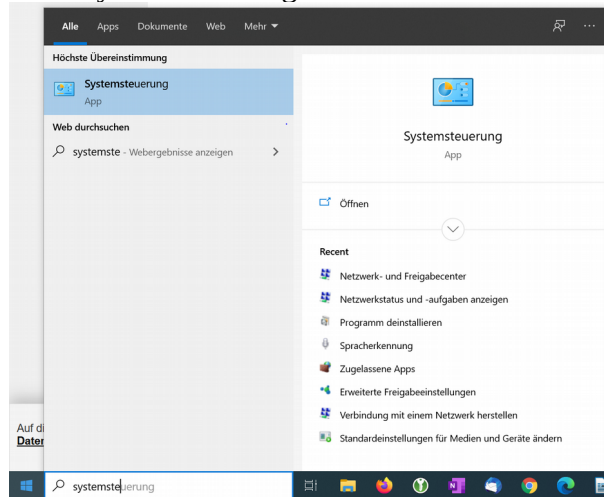 Alle Apps Dokumente Web Mehr
Höchste Übereinstimmung
Systemsteuerung
App
Web durchsuchen
systemste - Webergebnisse anzeigen
Systemsteuerung
App
Öffnen
Recent
Netzwerk- und Freigabecenter
Netzwerkstatus und -aufgaben anzeigen
Programm deinstallieren
Spracherkennung
Zugelassene Apps
Erweiterte Freigabeeinstellungen
Verbindung mit einem Netzwerk herstellen
Standardeinstellungen für Medien und Geräte ändern
Auf di
Daten
systemsteuerung